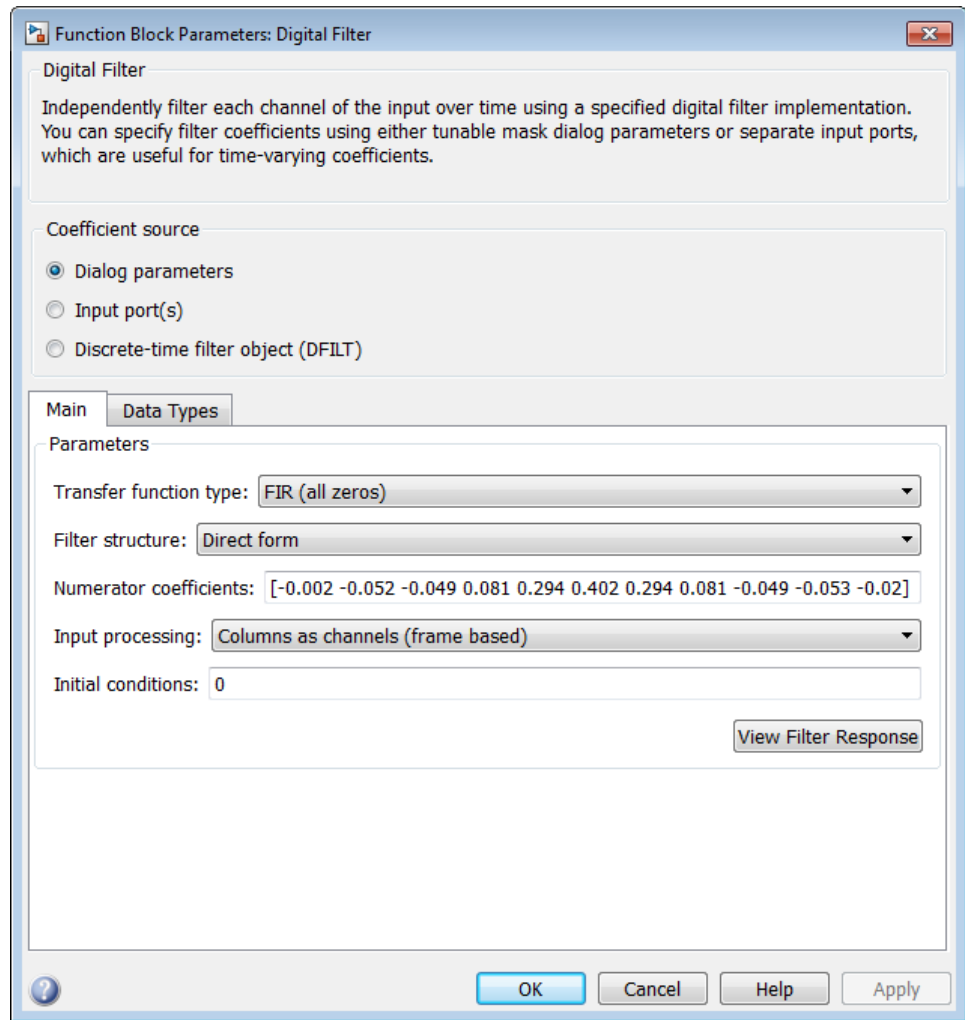 Function Block Parameters: Digital Filter
Digital Filter
Independently filter each channel of the input over time using a specified digital filter implementation.
You can specify filter coefficients using either tunable mask dialog parameters or separate input ports,
which are useful for time-varying coefficients.
Coefficient source
Dialog parameters
Input port(s)
Discrete-time filter object (DFILT)
Main Data Types
Parameters
Transfer function type: FIR (all zeros)
Filter structure: Direct form
Numerator coefficients: [-0.002 -0.052 -0.049 0.081 0.294 0.402 0.294 0.081 -0.049 -0.053 -0.02]
Input processing: Columns as channels (frame based)
Initial conditions: 0
View Filter Response
? OK Cancel Help Apply